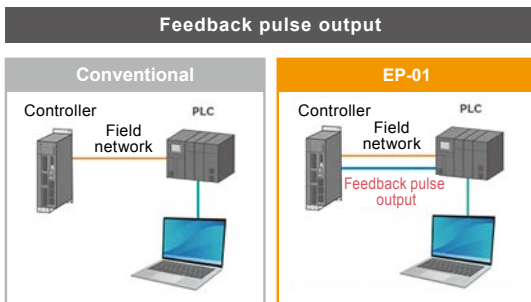 Feedback pulse output
Conventional
Controller
PLC
Field
network
EP-01
Controller
PLC
Field
network
Feedback pulse
output